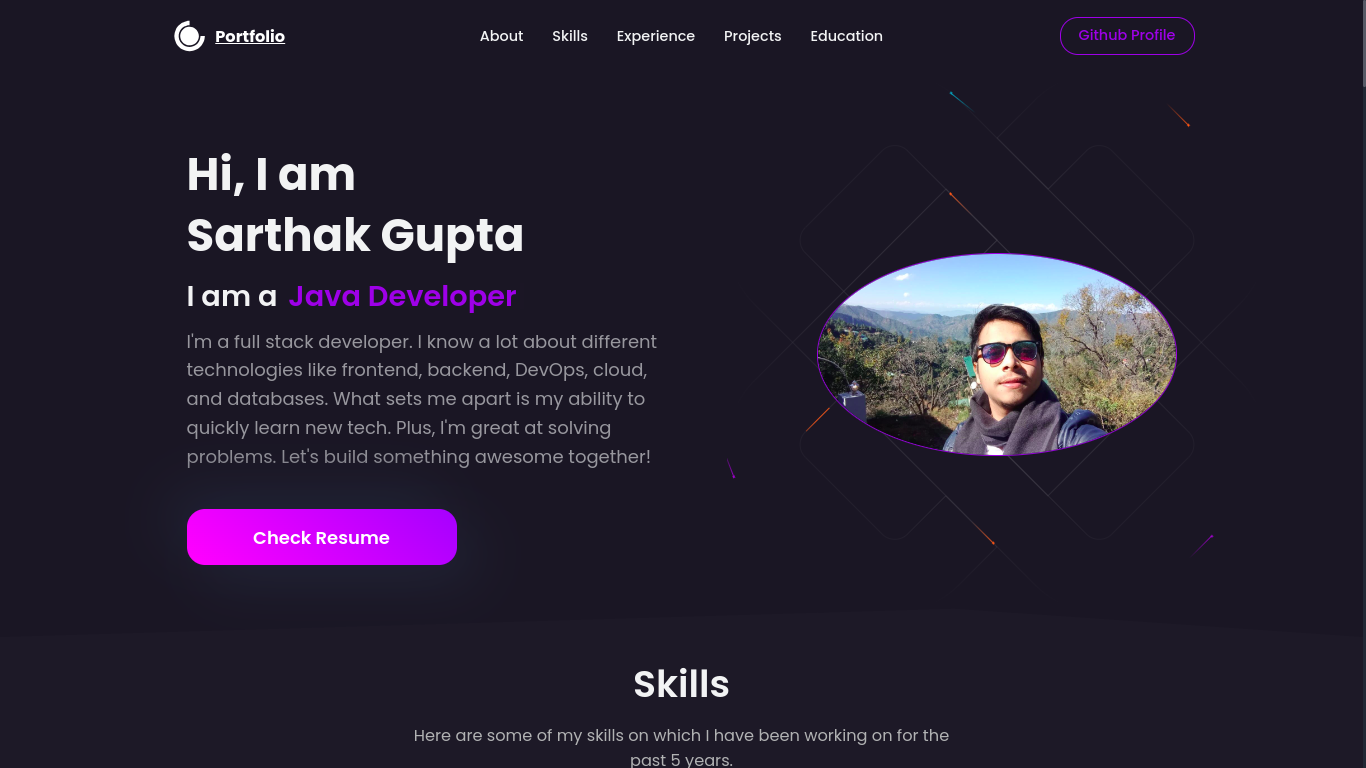 Portfolio
About
Skills
Experience
Projects
Education
Github Profile
Hi, I am
Sarthak Gupta
I am a Java Developer
I'm a full stack developer. I know a lot about different
technologies like frontend, backend, DevOps, cloud,
and databases. What sets me apart is my ability to
quickly learn new tech. Plus, I'm great at solving
problems. Let's build something awesome together!
Check Resume
Skills
Here are some of my skills on which I have been working on for the
past 5 years.